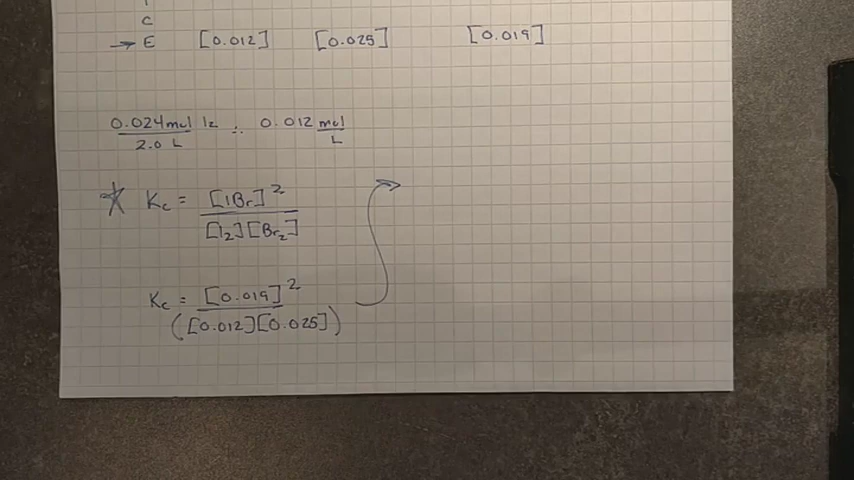 C
→ E [0.012] [0.025] [0.019]
0.024 mol I2 / 2.0 L ∴ 0.012 mol/L
* Kc = [IBr]² / [I2][Br2]
Kc = [0.019]² / ([0.012][0.025])